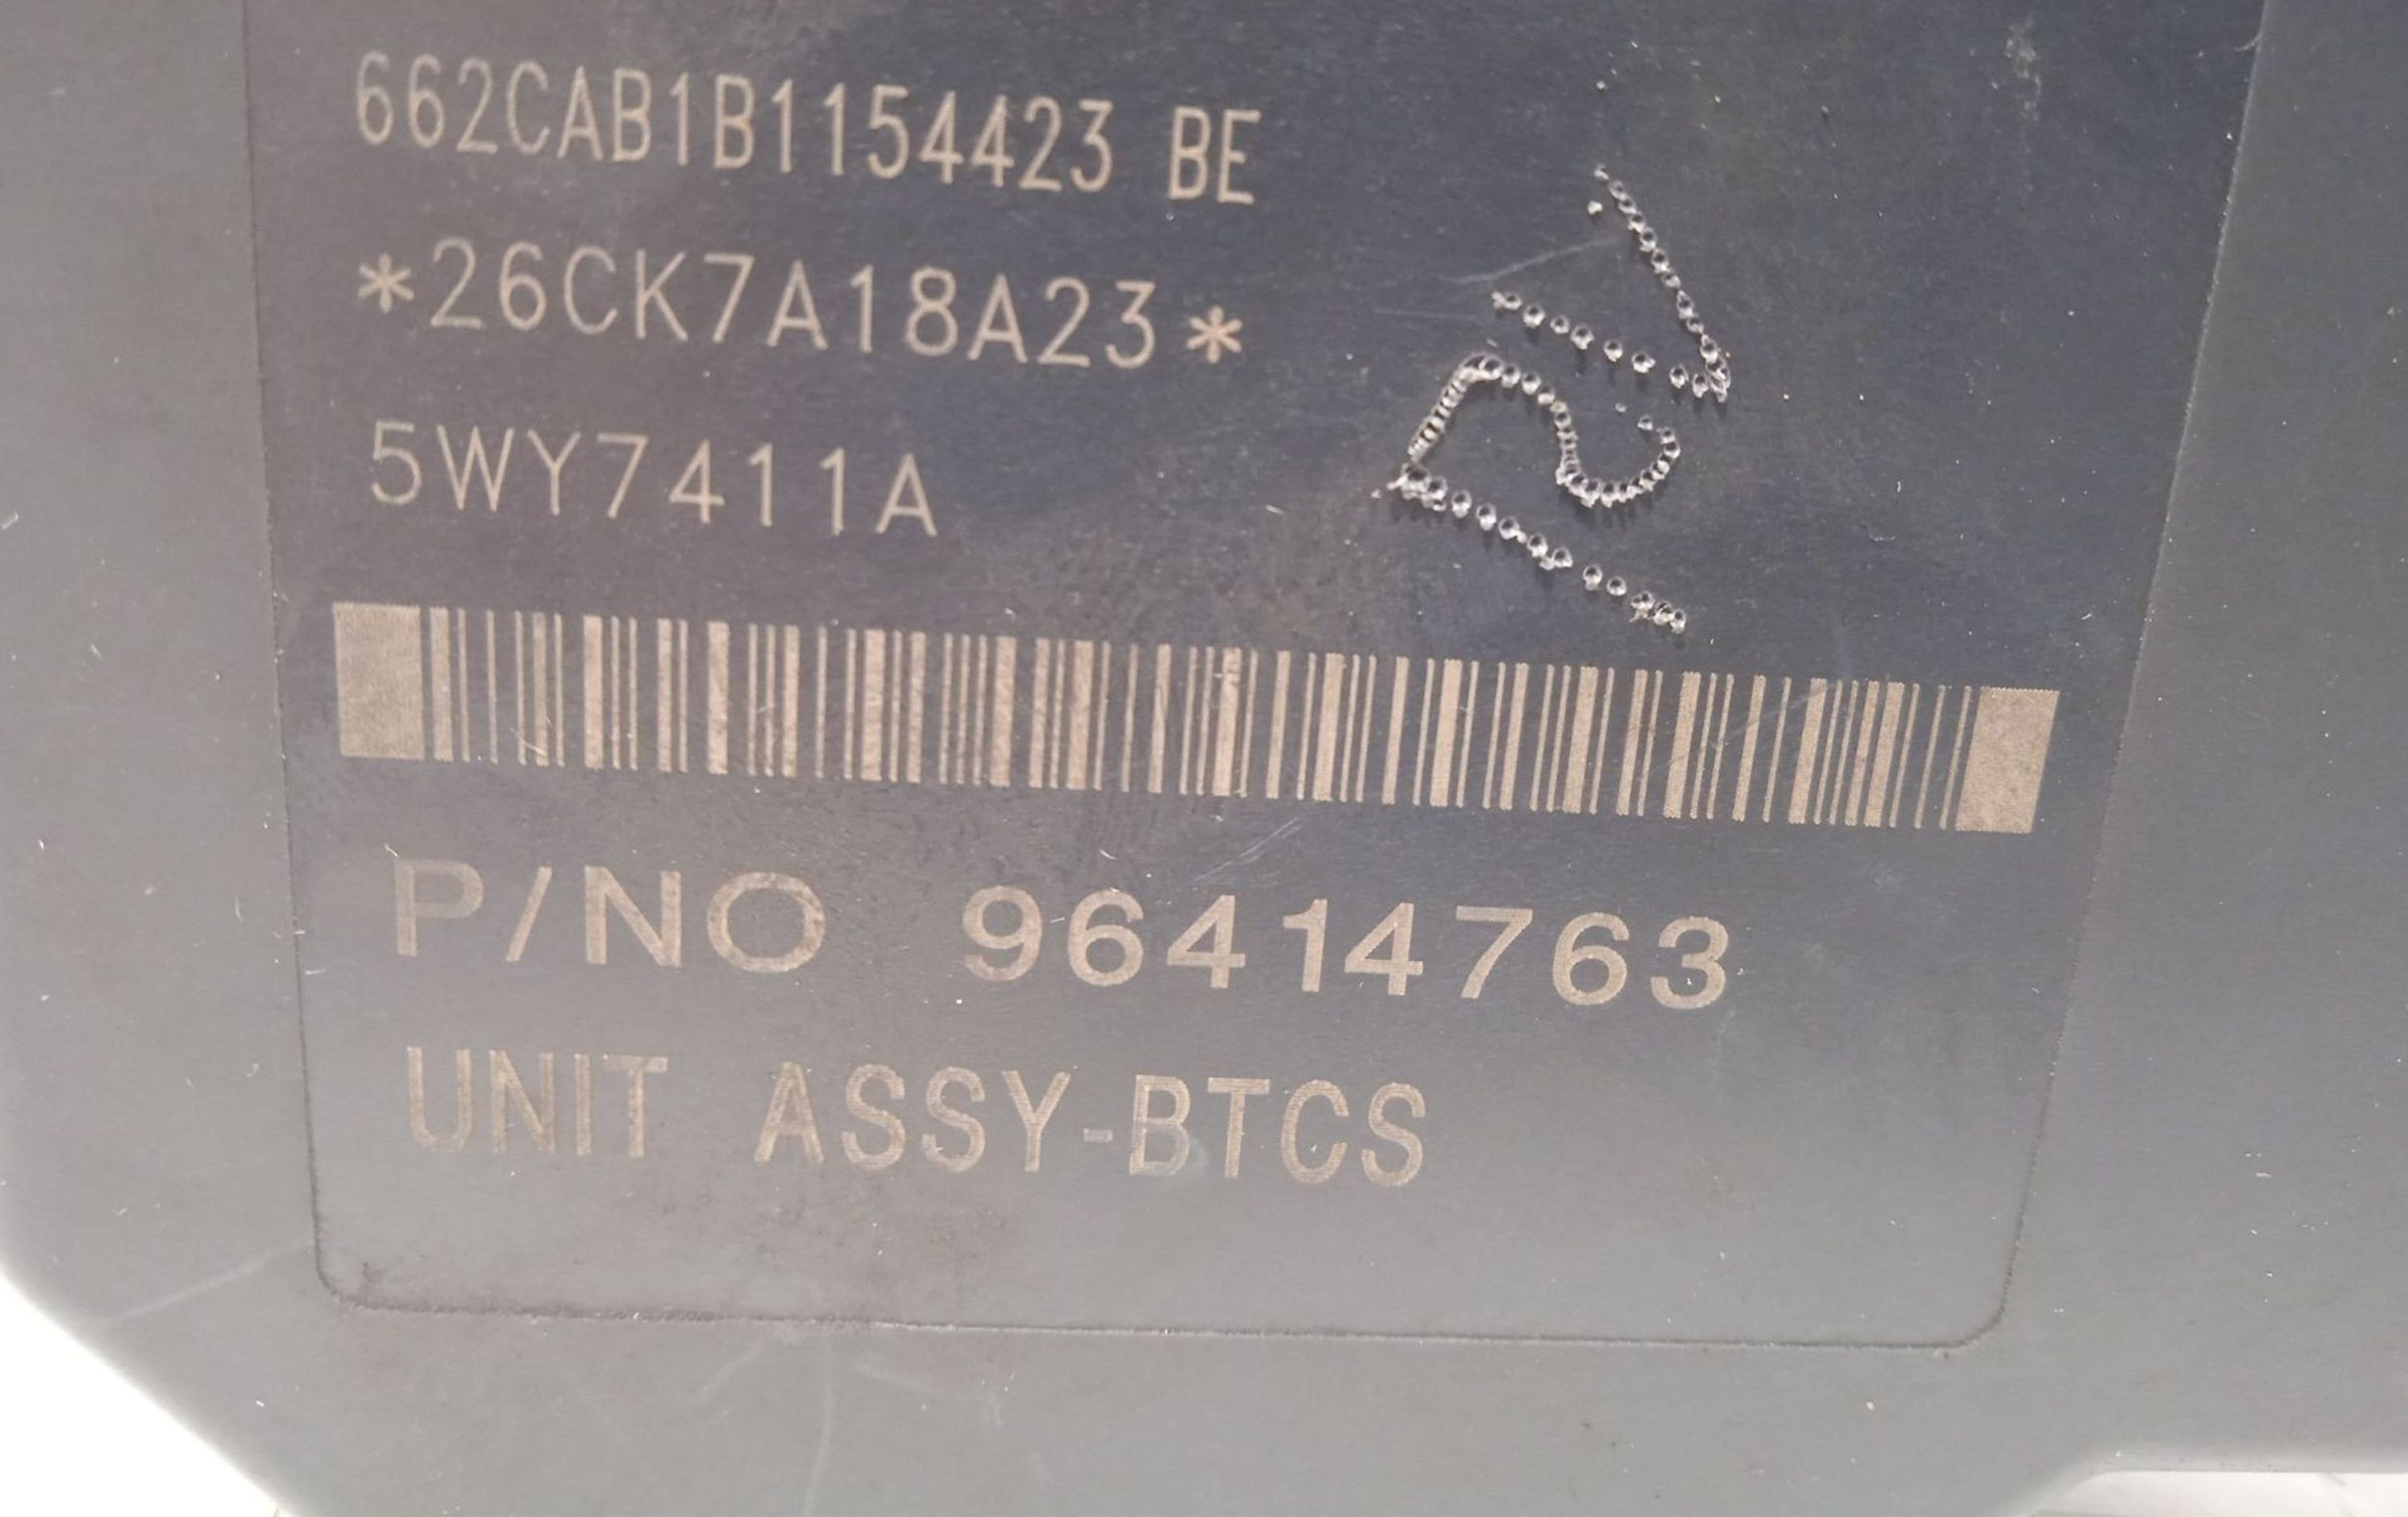 662CAB1B1154423 BE
*26CK7A18A23*
5WY7411A
P/NO 96414763
UNIT ASSY-BTCS